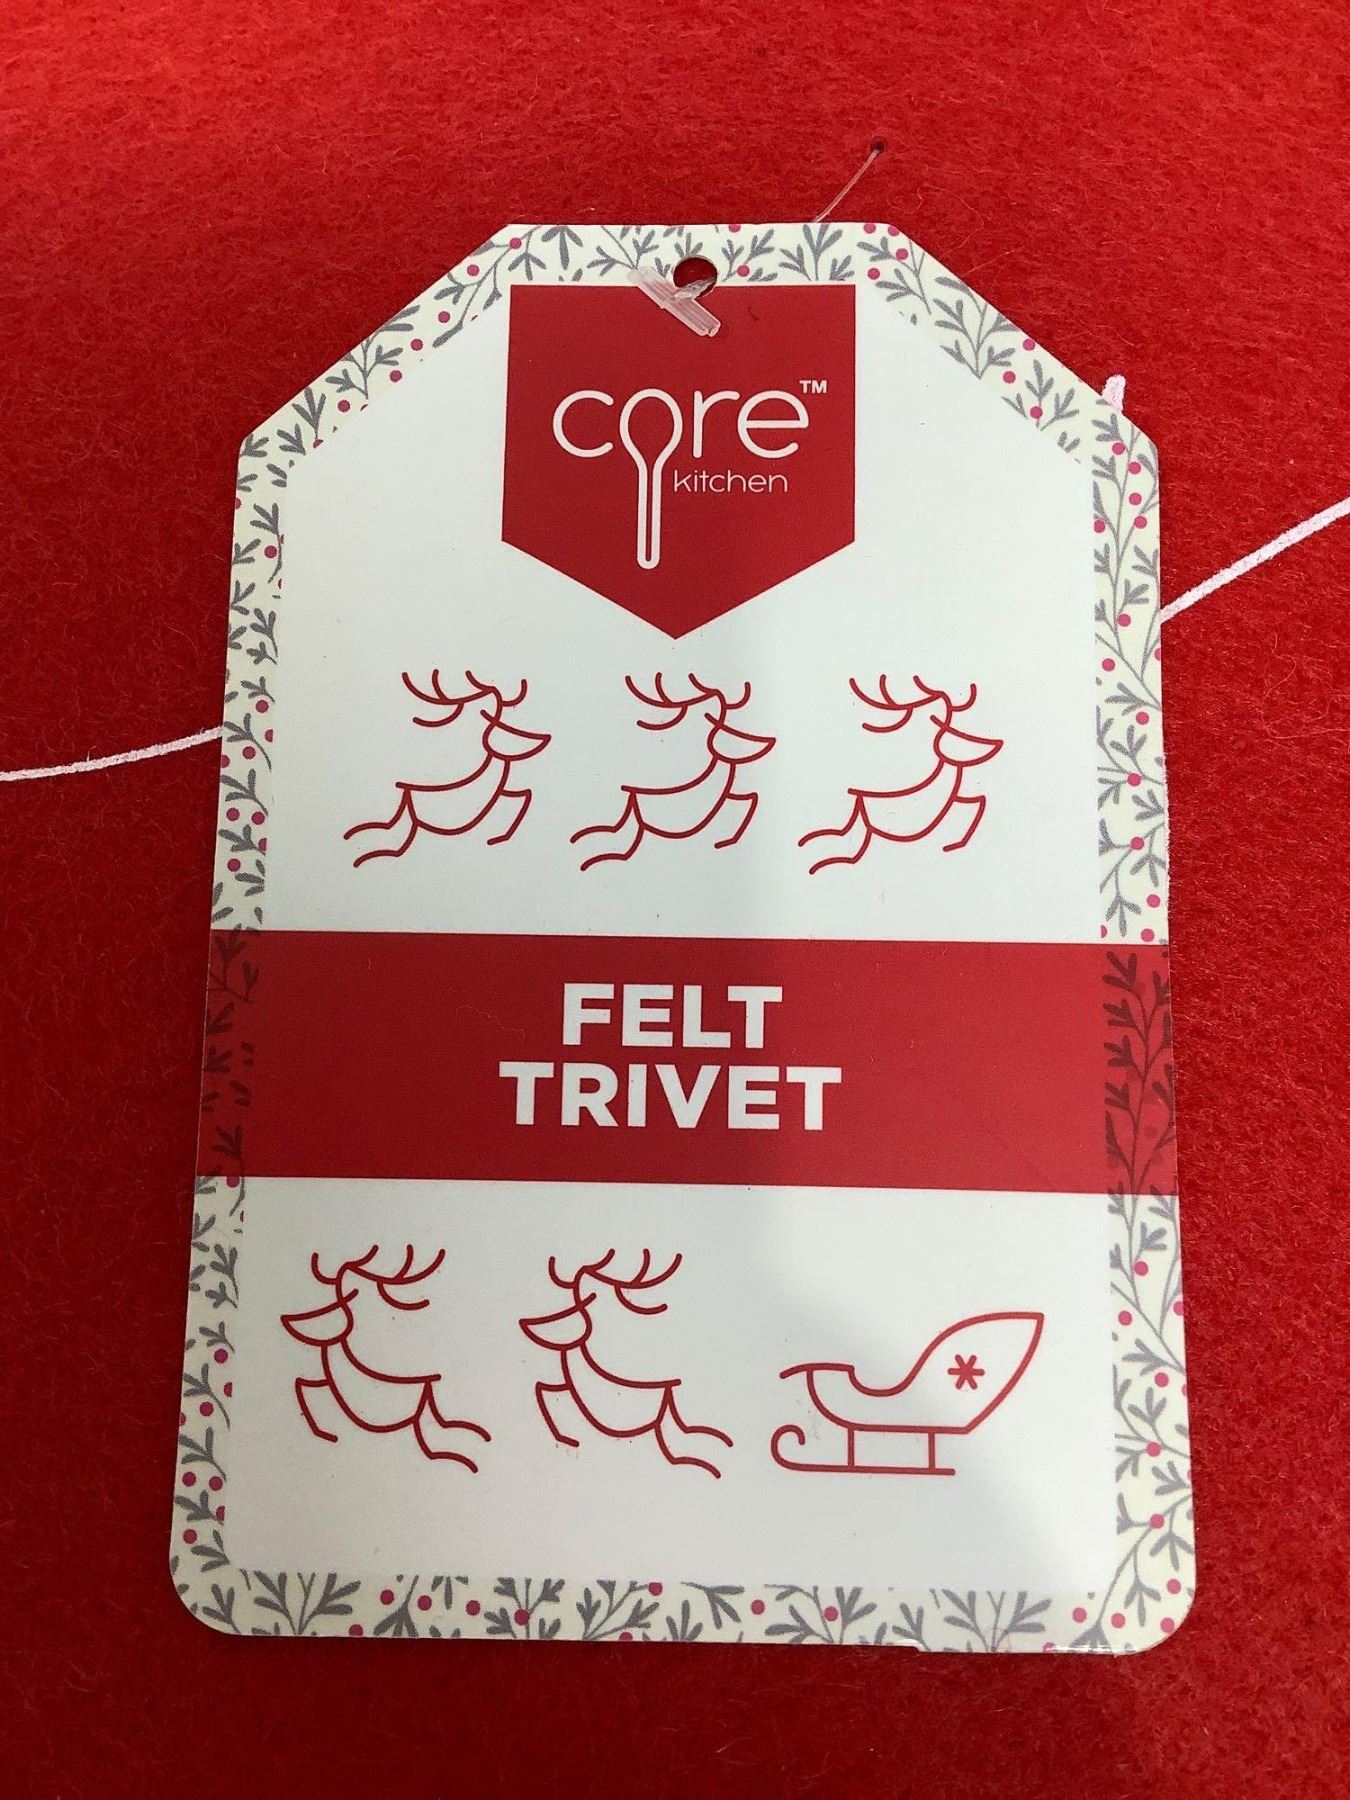 core™
kitchen
FELT
TRIVET